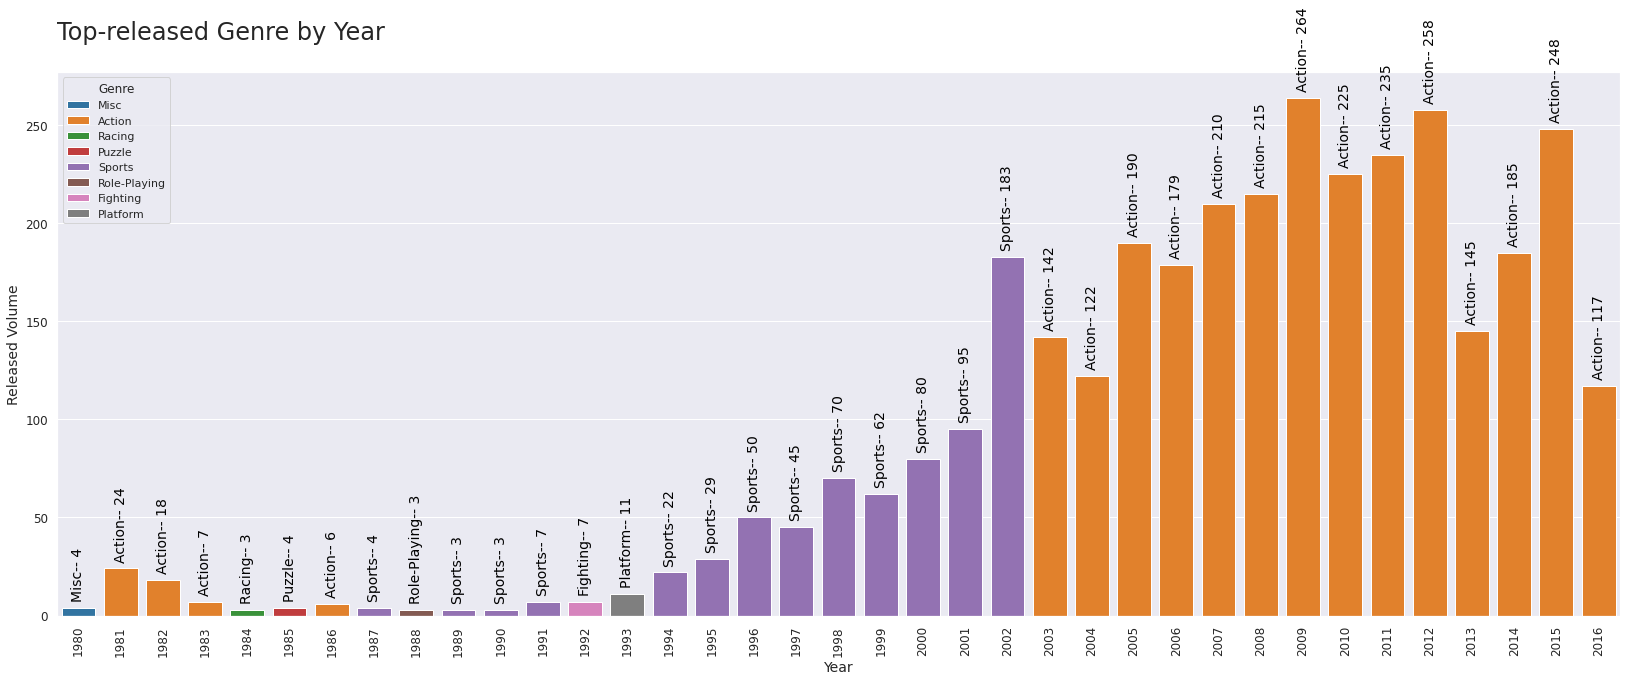 Top-released Genre by Year
Genre
Misc
Action
Racing
Puzzle
Sports
Role-Playing
Fighting
Platform
Released Volume
250
200
150
100
50
0
Misc-- 4
Action-- 24
Action-- 18
Action-- 7
Racing-- 3
Puzzle-- 4
Action-- 6
Sports-- 4
Role-Playing-- 3
Sports-- 3
Sports-- 3
Sports-- 7
Fighting-- 7
Platform-- 11
Sports-- 22
Sports-- 29
Sports-- 50
Sports-- 45
Sports-- 70
Sports-- 62
Sports-- 80
Sports-- 95
Sports-- 183
Action-- 142
Action-- 122
Action-- 190
Action-- 179
Action-- 210
Action-- 215
Action-- 264
Action-- 225
Action-- 235
Action-- 258
Action-- 145
Action-- 185
Action-- 248
Action-- 117
1980
1981
1982
1983
1984
1985
1986
1987
1988
1989
1990
1991
1992
1993
1994
1995
1996
1997
1998
1999
2000
2001
2002
2003
2004
2005
2006
2007
2008
2009
2010
2011
2012
2013
2014
2015
2016
Year